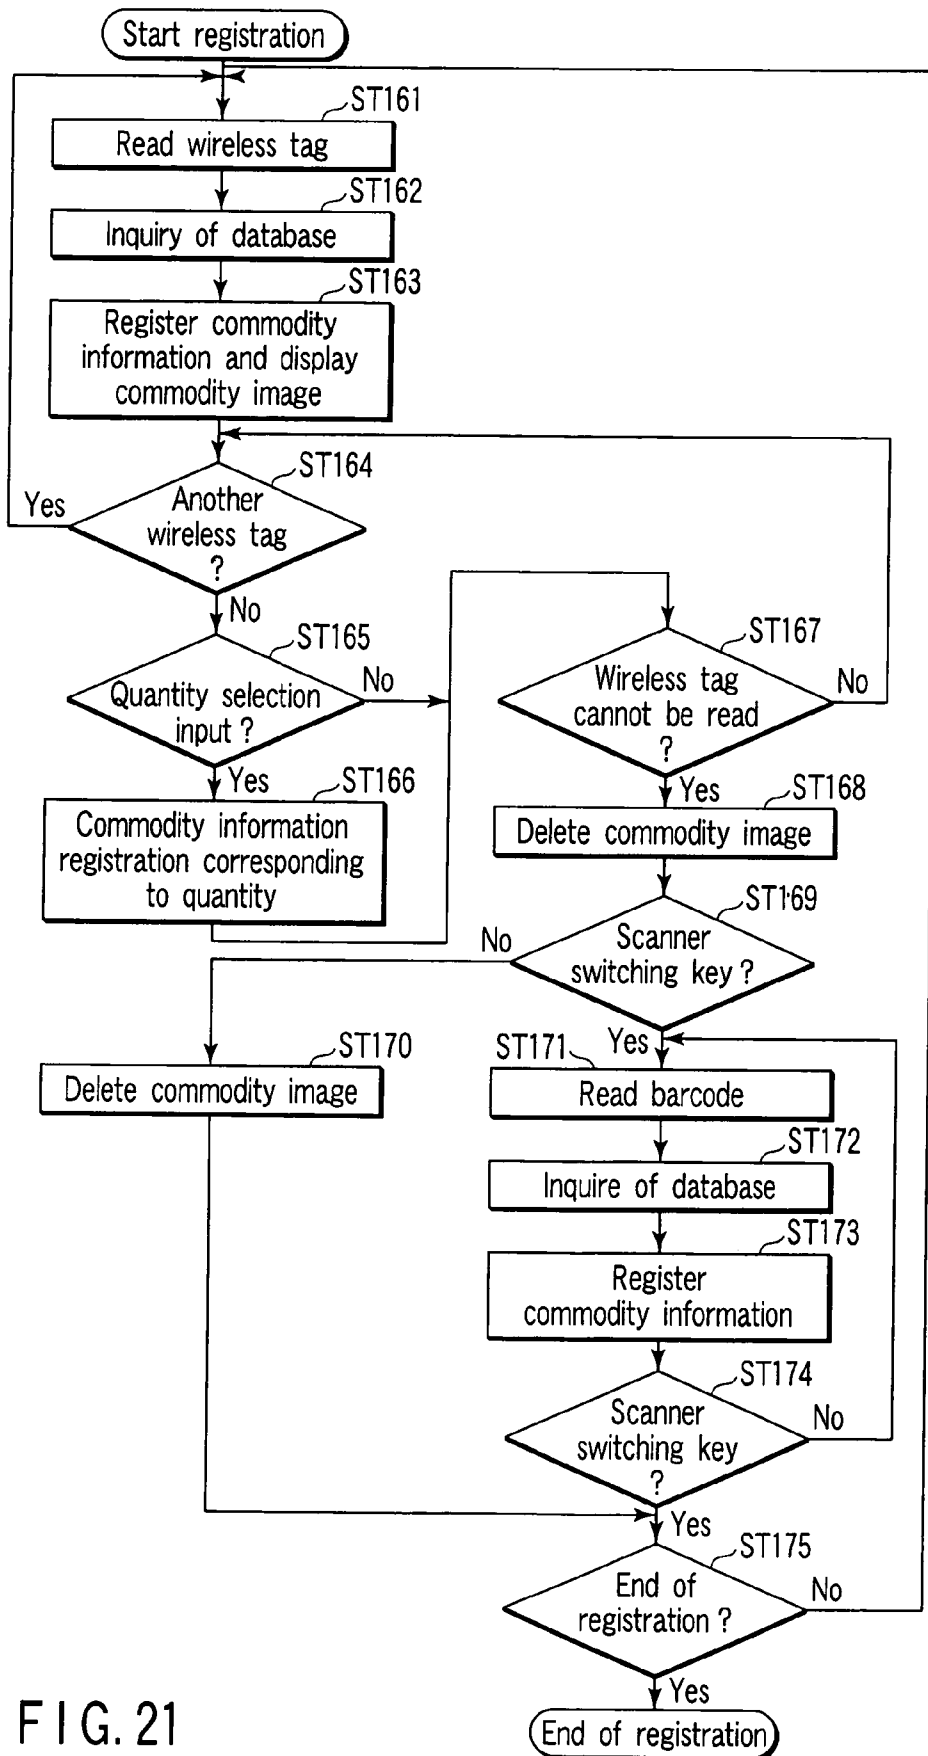 Start registration
ST161
Read wireless tag
ST162
Inquiry of database
ST163
Register commodity
information and display
commodity image
ST164
Yes
Another
wireless tag
?
No
ST165
Quantity selection
input ?
No
Yes
ST166
Commodity information
registration corresponding
to quantity
ST167
Wireless tag
cannot be read
?
No
Yes
ST168
Delete commodity image
ST169
No
Scanner
switching key ?
Yes
ST170
Delete commodity image
ST171
Read barcode
ST172
Inquire of database
ST173
Register
commodity information
ST174
Scanner
switching key
?
No
Yes
ST175
End of
registration ?
No
Yes
End of registration
FIG. 21